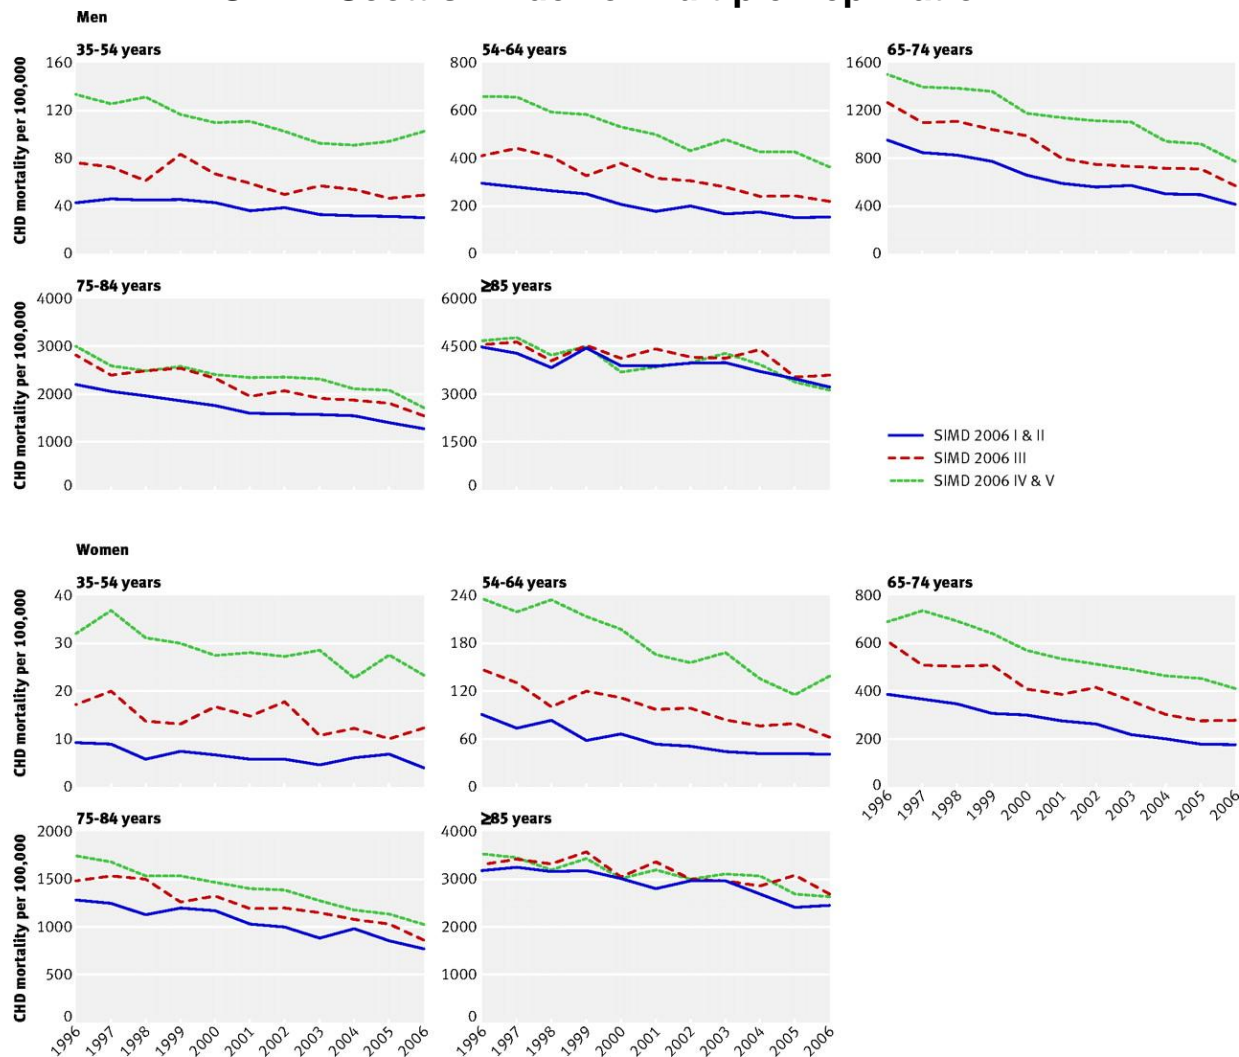 Men
35-54 years
CHD mortality per 100,000
160
120
80
40
0
54-64 years
800
600
400
200
0
65-74 years
1600
1200
800
400
0
75-84 years
CHD mortality per 100,000
4000
3000
2000
1000
0
≥85 years
6000
4500
3000
1500
0
SIMD 2006 I & II
SIMD 2006 III
SIMD 2006 IV & V
Women
35-54 years
CHD mortality per 100,000
40
30
20
10
0
54-64 years
240
180
120
60
0
65-74 years
800
600
400
200
0
1996 1997 1998 1999 2000 2001 2002 2003 2004 2005 2006
75-84 years
CHD mortality per 100,000
2000
1500
1000
500
0
1996 1997 1998 1999 2000 2001 2002 2003 2004 2005 2006
≥85 years
4000
3000
2000
1000
0
1996 1997 1998 1999 2000 2001 2002 2003 2004 2005 2006